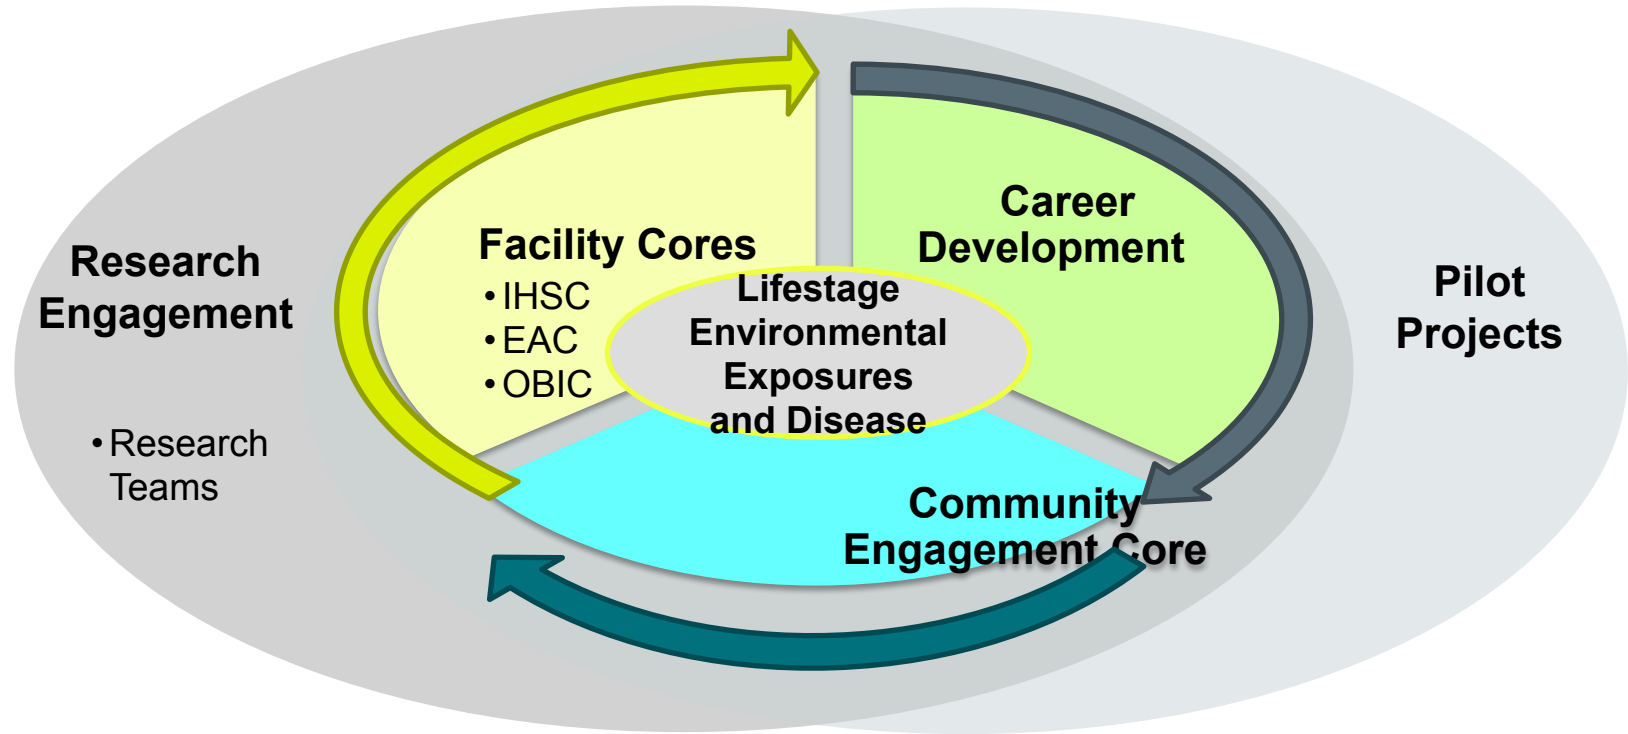 Research
Engagement
• Research
Teams
Facility Cores
• IHSC
• EAC
• OBIC
Lifestage
Environmental
Exposures
and Disease
Career
Development
Community
Engagement Core
Pilot
Projects